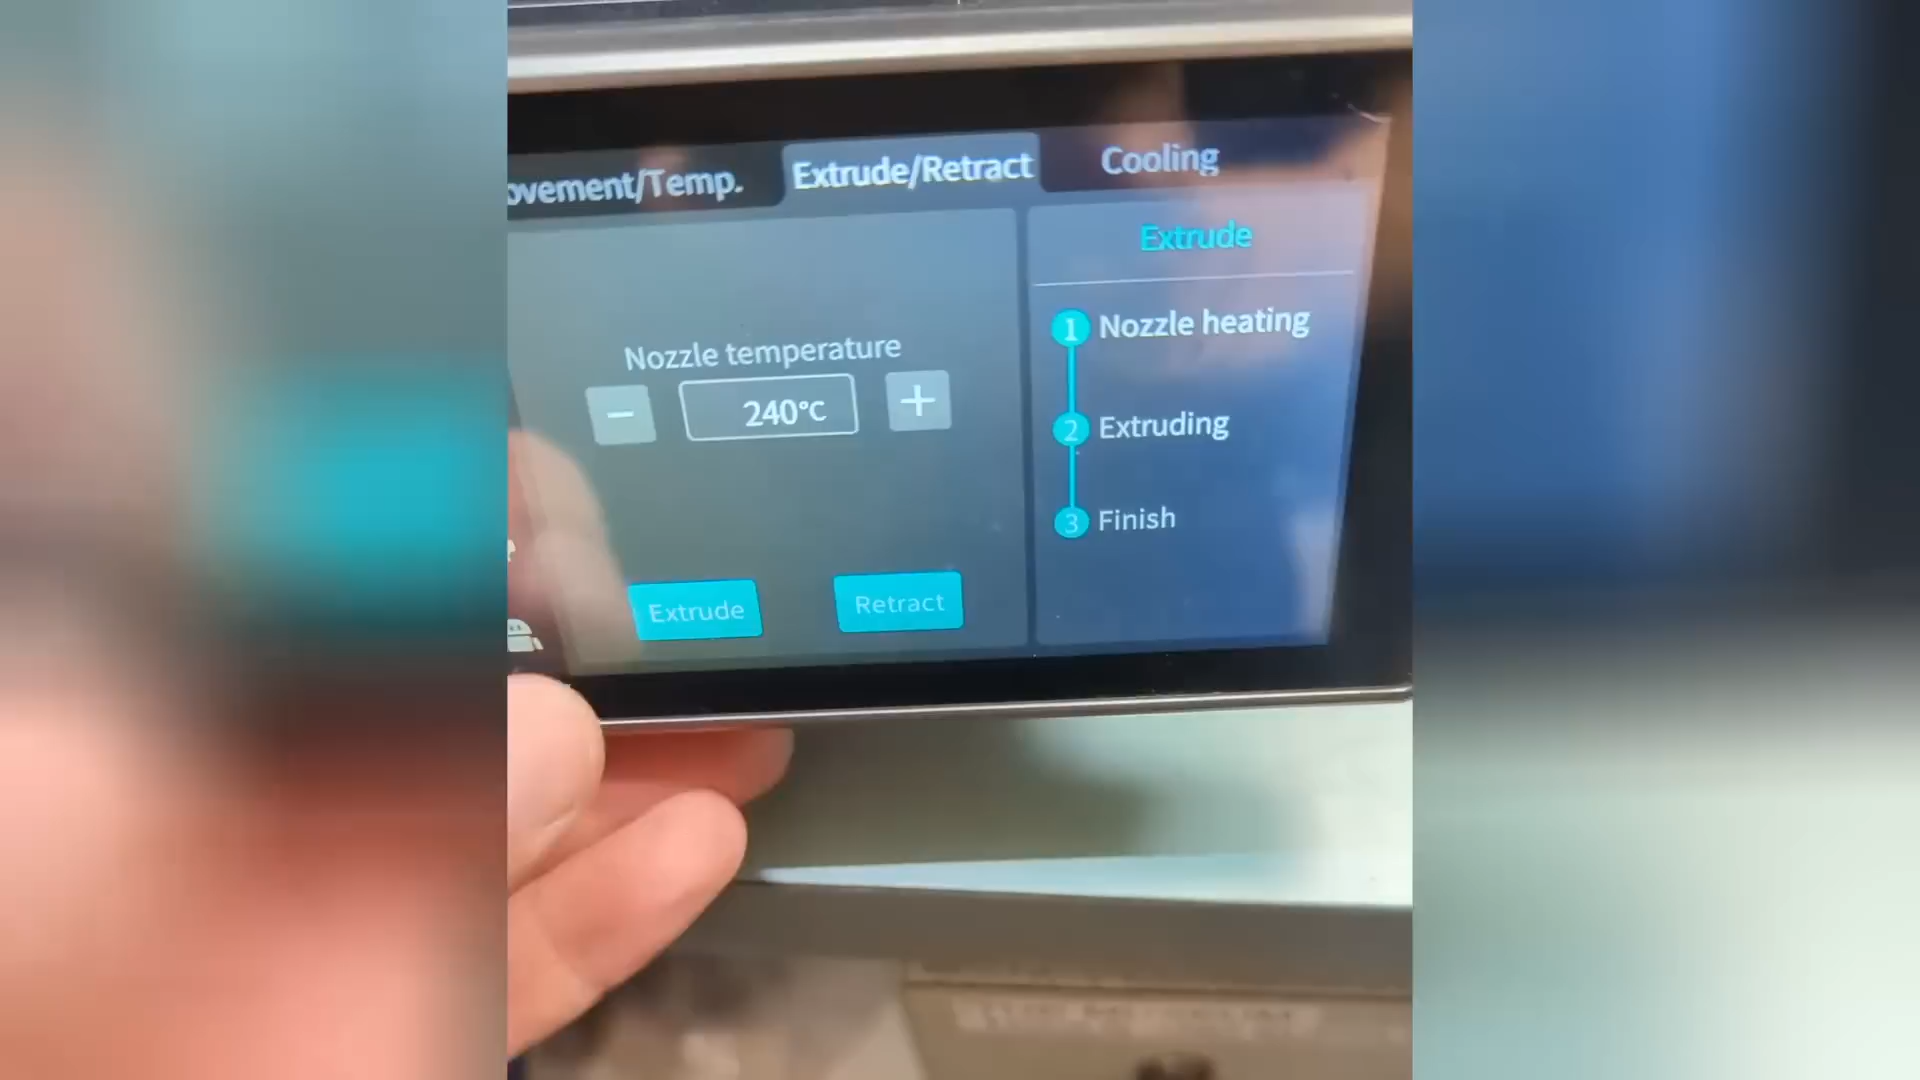 ovement/Temp.
Extrude/Retract
Cooling
Nozzle temperature
− 240°C +
Extrude
Retract
Extrude
1 Nozzle heating
2 Extruding
3 Finish